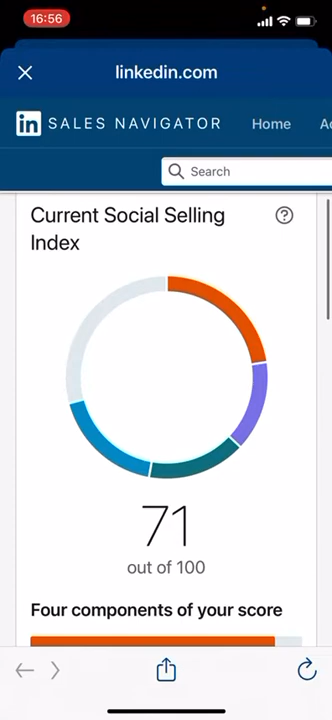 16:56
linkedin.com
in SALES NAVIGATOR Home
Search
Current Social Selling
Index
71
out of 100
Four components of your score